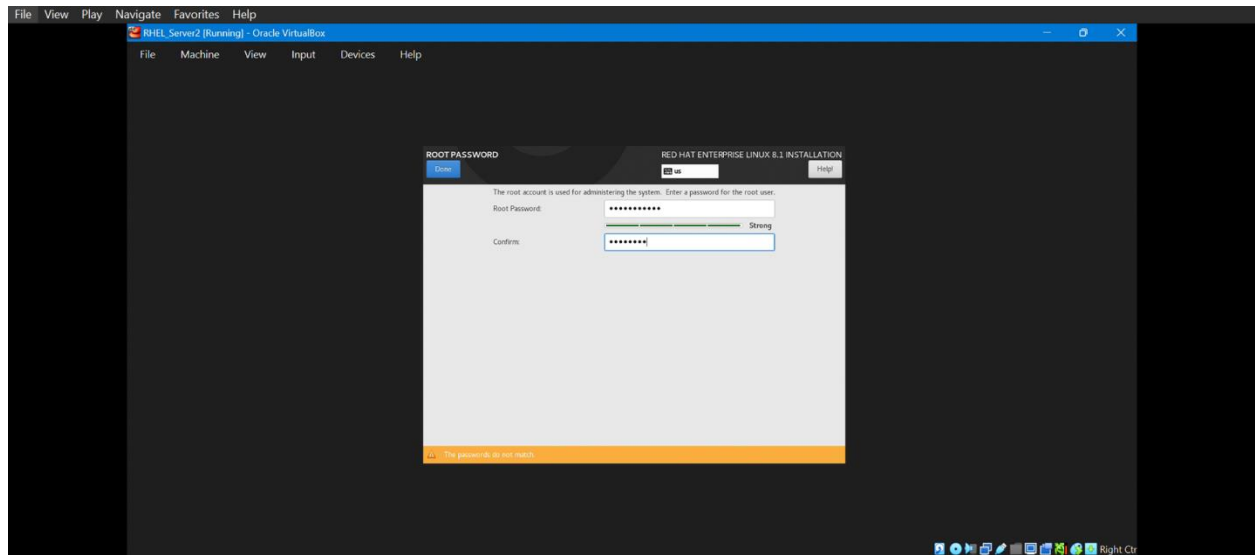 File View Play Navigate Favorites Help
RHEL_Server2 [Running] - Oracle VirtualBox
File Machine View Input Devices Help
ROOT PASSWORD
RED HAT ENTERPRISE LINUX 8.1 INSTALLATION
Done
us
Help!
The root account is used for administering the system. Enter a password for the root user.
Root Password:
Strong
Confirm:
The passwords do not match.
Right Ctr